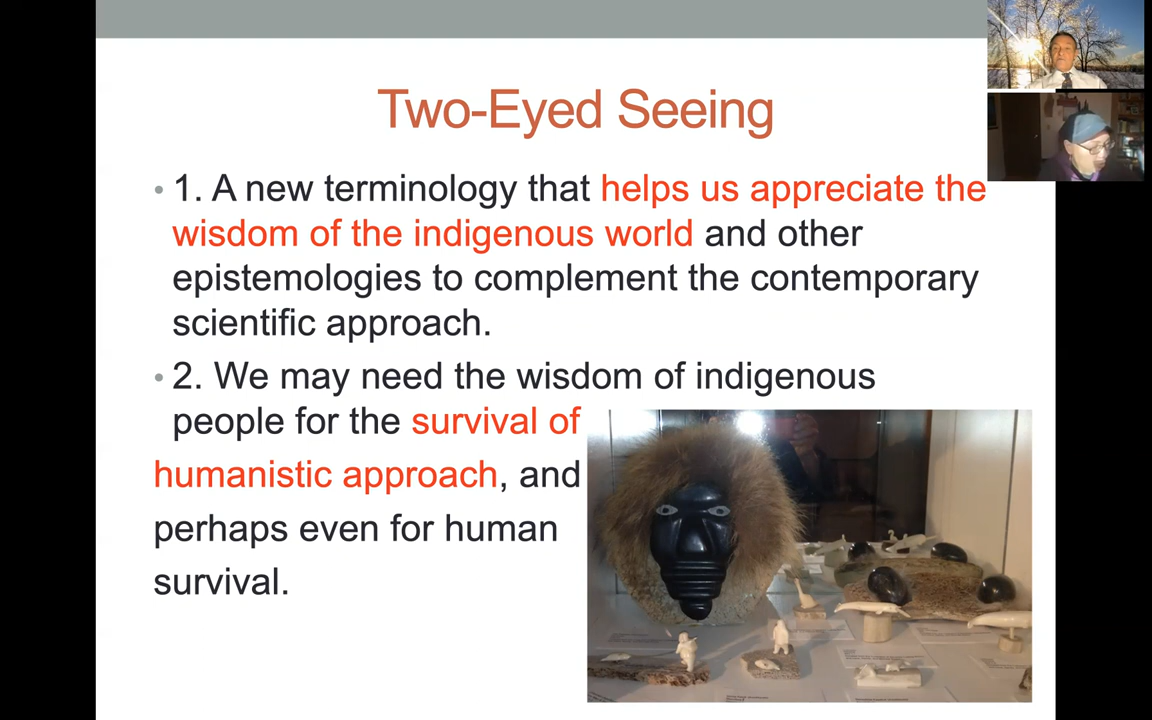 Two-Eyed Seeing
• 1. A new terminology that helps us appreciate the
wisdom of the indigenous world and other
epistemologies to complement the contemporary
scientific approach.
• 2. We may need the wisdom of indigenous
people for the survival of
humanistic approach, and
perhaps even for human
survival.